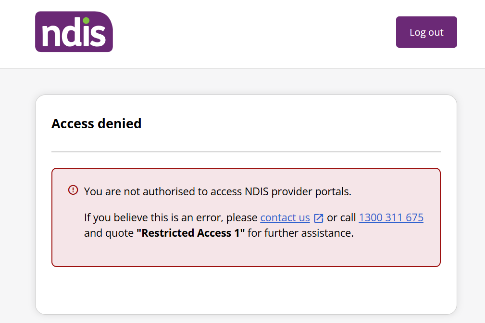 ndis
Log out
Access denied
You are not authorised to access NDIS provider portals.
If you believe this is an error, please contact us or call 1300 311 675
and quote "Restricted Access 1" for further assistance.